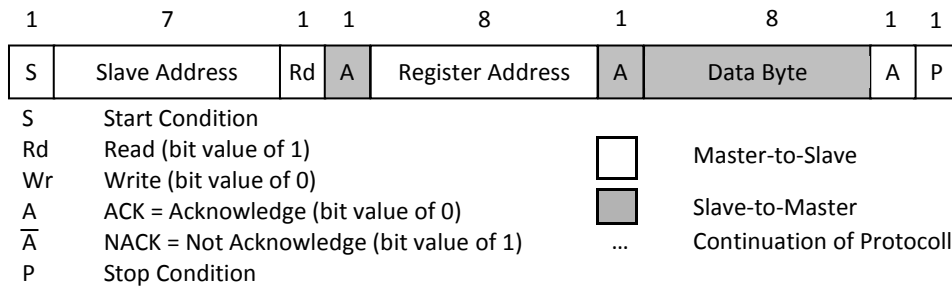 1 7 1 1 8 1 8 1 1
S Slave Address Rd A Register Address A Data Byte A P
S Start Condition
Rd Read (bit value of 1)
Wr Write (bit value of 0)
A ACK = Acknowledge (bit value of 0)
A̅ NACK = Not Acknowledge (bit value of 1)
P Stop Condition
Master-to-Slave
Slave-to-Master
... Continuation of Protocoll